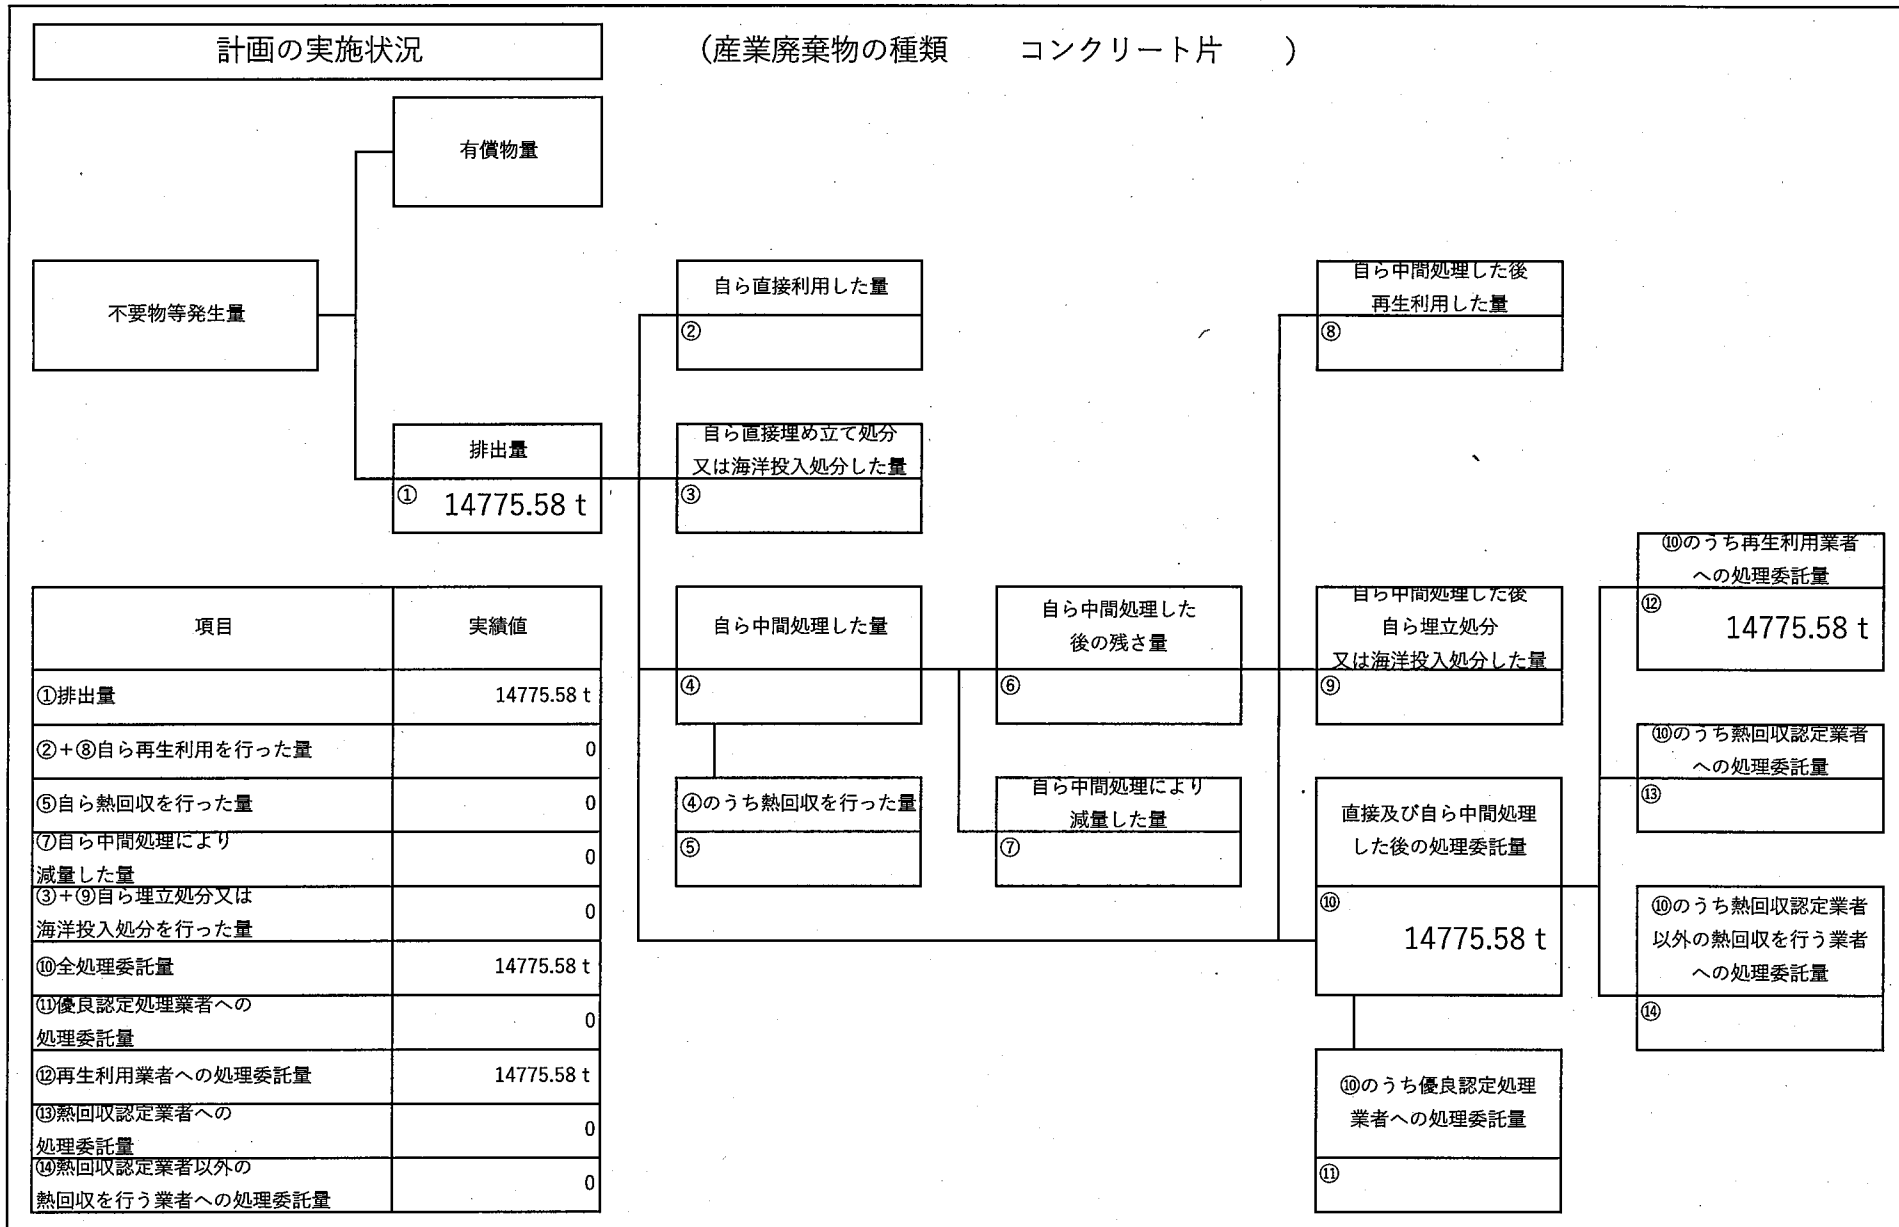 計画の実施状況
（産業廃棄物の種類　　コンクリート片　　）
有償物量
不要物等発生量
排出量
① 14775.58 t
自ら直接利用した量
②
自ら直接埋め立て処分
又は海洋投入処分した量
③
自ら中間処理した量
④
④のうち熱回収を行った量
⑤
自ら中間処理した
後の残さ量
⑥
自ら中間処理により
減量した量
⑦
自ら中間処理した後
再生利用した量
⑧
自ら中間処理した後
自ら埋立処分
又は海洋投入処分した量
⑨
直接及び自ら中間処理
した後の処理委託量
⑩
14775.58 t
⑩のうち優良認定処理
業者への処理委託量
⑪
⑩のうち再生利用業者
への処理委託量
⑫
14775.58 t
⑩のうち熱回収認定業者
への処理委託量
⑬
⑩のうち熱回収認定業者
以外の熱回収を行う業者
への処理委託量
⑭
項目 実績値
①排出量 14775.58 t
②＋⑧自ら再生利用を行った量 0
⑤自ら熱回収を行った量 0
⑦自ら中間処理により
減量した量 0
③＋⑨自ら埋立処分又は
海洋投入処分を行った量 0
⑩全処理委託量 14775.58 t
⑪優良認定処理業者への
処理委託量 0
⑫再生利用業者への処理委託量 14775.58 t
⑬熱回収認定業者への
処理委託量 0
⑭熱回収認定業者以外の
熱回収を行う業者への処理委託量 0